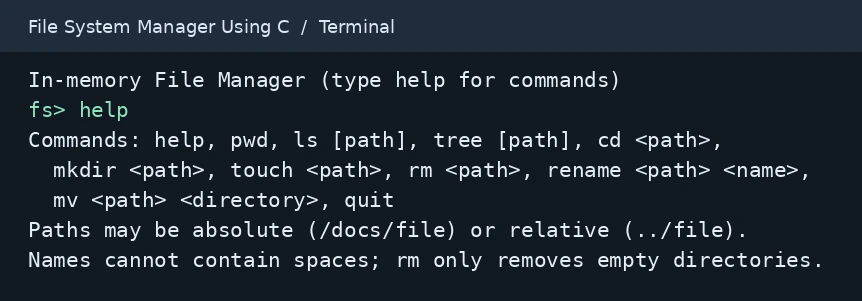 File System Manager Using C / Terminal
In-memory File Manager (type help for commands)
fs> help
Commands: help, pwd, ls [path], tree [path], cd <path>,
  mkdir <path>, touch <path>, rm <path>, rename <path> <name>,
  mv <path> <directory>, quit
Paths may be absolute (/docs/file) or relative (../file).
Names cannot contain spaces; rm only removes empty directories.